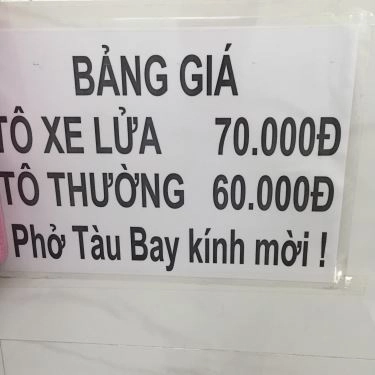 BẢNG GIÁ
TÔ XE LỬA 70.000Đ
TÔ THƯỜNG 60.000Đ
Phở Tàu Bay kính mời !